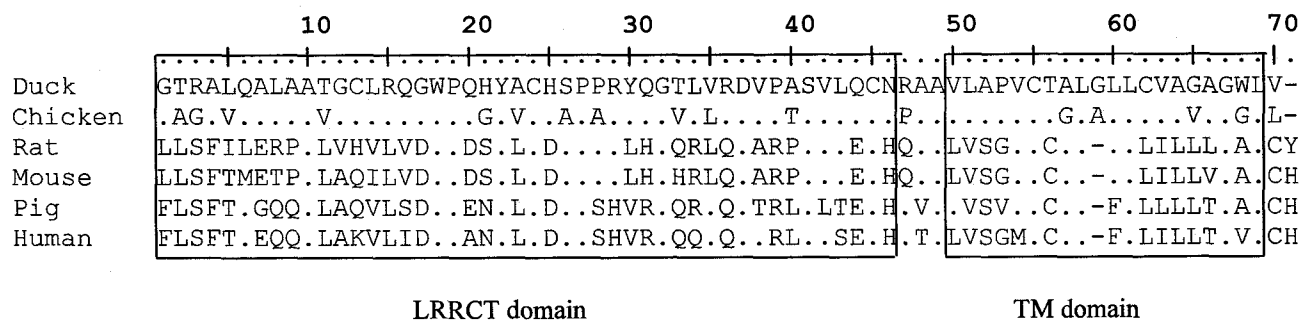 10 20 30 40 50 60 70
Duck GTRALQALAATGCLRQGWPQHYACHSPPRYQGTLVRDVPASVLQCNRAAVLAPVCTALGLLCVAGAGWLV-
Chicken .AG.V.....V.........G.V..A.A....V.L....T......P.........G.A.....V..G.L-
Rat LLSFILERP.LVHVLVD..DS.L.D....LH.QRLQ.ARP...E.HQ..LVSG..C..-..LILLL.A.CY
Mouse LLSFTMETP.LAQILVD..DS.L.D....LH.HRLQ.ARP...E.HQ..LVSG..C..-..LILLV.A.CH
Pig FLSFT.GQQ.LAQVLSD..EN.L.D..SHVR.QR.Q.TRL.LTE.H.V..VSV..C..-F.LLLLT.A.CH
Human FLSFT.EQQ.LAKVLID..AN.L.D..SHVR.QQ.Q..RL..SE.H.T.LVSGM.C..-F.LILLT.V.CH
LRRCT domain TM domain